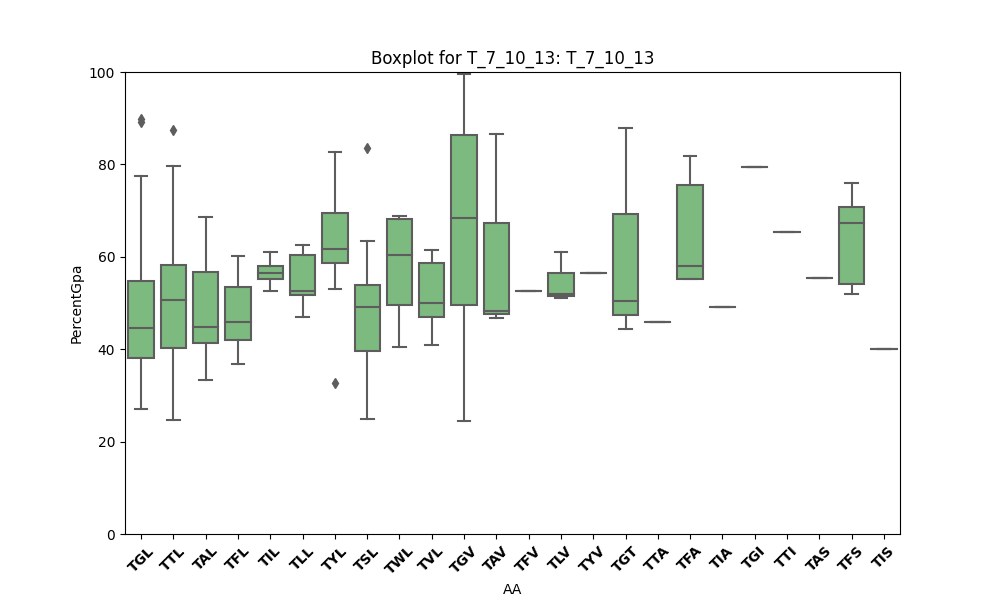 Boxplot for T_7_10_13: T_7_10_13
100
80
60
40
20
0
PercentGpa
TGL TTL TAL TFL TIL TLL TYL TSL TWL TVL TGV TAV TFV TLV TYV TGT TTA TFA TIA TGI TTI TAS TFS TIS
AA